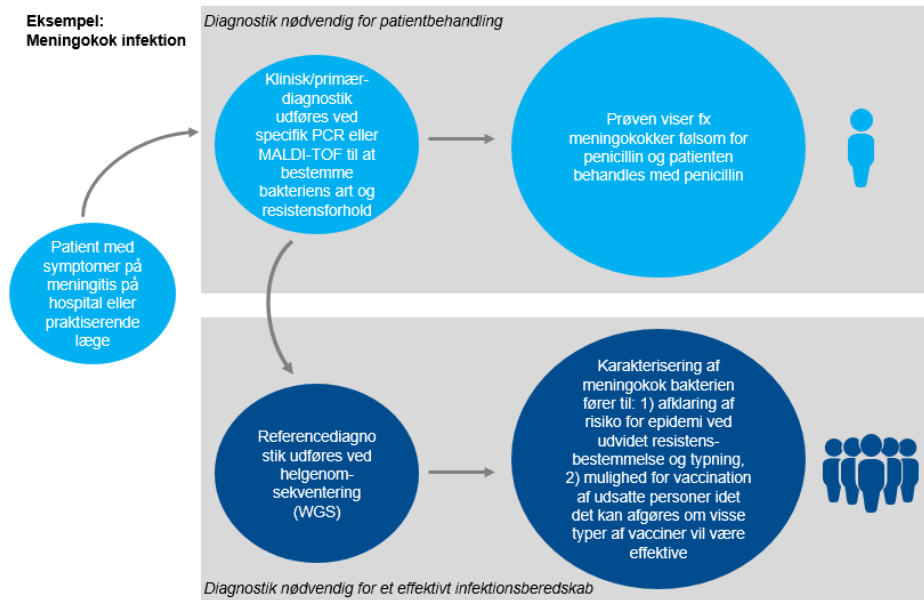 Eksempel:
Meningokok infektion
Diagnostik nødvendig for patientbehandling
Klinisk/primær-
diagnostik
udføres ved
specifik PCR eller
MALDI-TOF til at
bestemme
bakteriens art og
resistensforhold
Prøven viser fx
meningokokker følsom for
penicillin og patienten
behandles med penicillin
Patient med
symptomer på
meningitis på
hospital eller
praktiserende
læge
Referencediagno
stik udføres ved
helgenom-
sekventering
(WGS)
Karakterisering af
meningokok bakterien
fører til: 1) afklaring af
risiko for epidemi ved
udvidet resistens-
bestemmelse og typning,
2) mulighed for vaccination
af udsatte personer idet
det kan afgøres om visse
typer af vacciner vil være
effektive
Diagnostik nødvendig for et effektivt infektionsberedskab